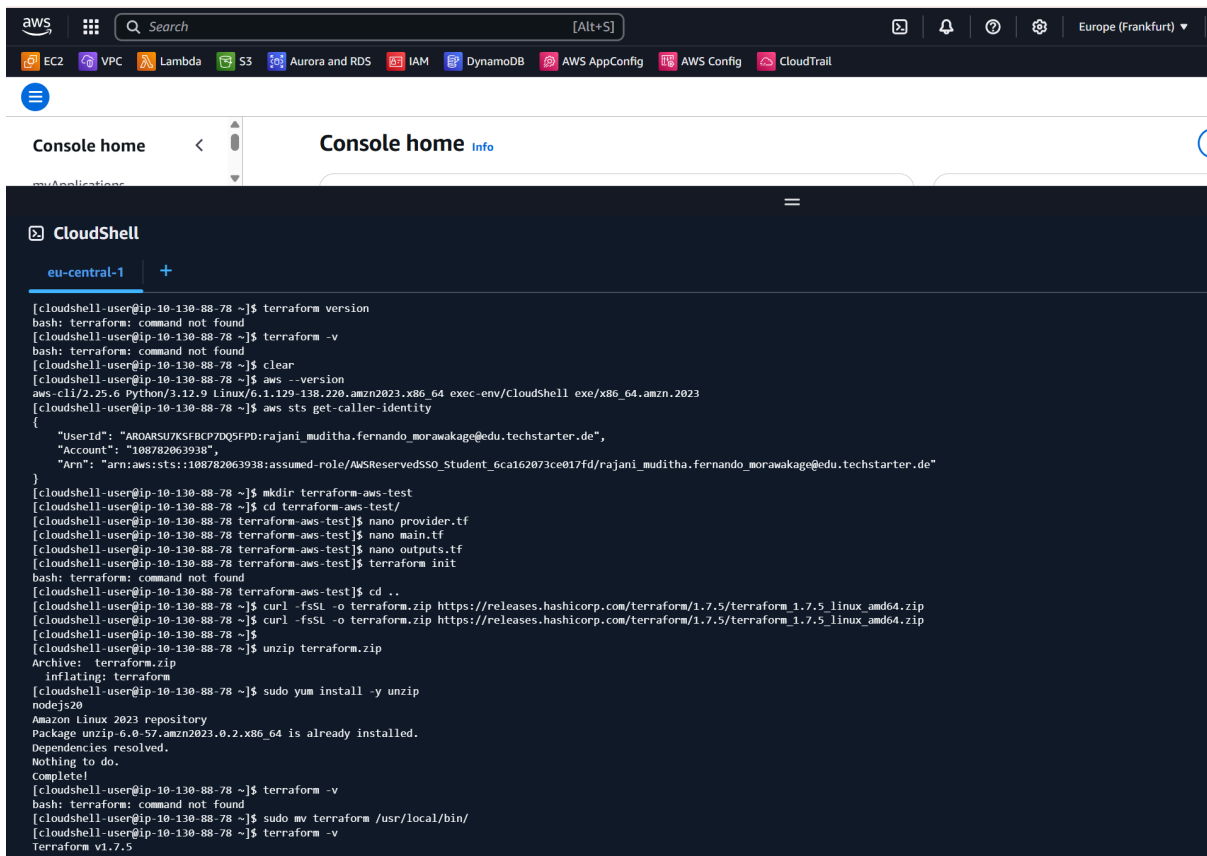 aws
Search
[Alt+S]
Europe (Frankfurt)
EC2 VPC Lambda S3 Aurora and RDS IAM DynamoDB AWS AppConfig AWS Config CloudTrail
Console home
Console home Info
myApplications
CloudShell
eu-central-1 +
[cloudshell-user@ip-10-130-88-78 ~]$ terraform version
bash: terraform: command not found
[cloudshell-user@ip-10-130-88-78 ~]$ terraform -v
bash: terraform: command not found
[cloudshell-user@ip-10-130-88-78 ~]$ clear
[cloudshell-user@ip-10-130-88-78 ~]$ aws --version
aws-cli/2.25.6 Python/3.12.9 Linux/6.1.129-138.220.amzn2023.x86_64 exec-env/CloudShell exe/x86_64.amzn.2023
[cloudshell-user@ip-10-130-88-78 ~]$ aws sts get-caller-identity
{
    "UserId": "AROARSU7KSFBCP7DQ5FPD:rajani_muditha.fernando_morawakage@edu.techstarter.de",
    "Account": "108782063938",
    "Arn": "arn:aws:sts::108782063938:assumed-role/AWSReservedSSO_Student_6ca162073ce017fd/rajani_muditha.fernando_morawakage@edu.techstarter.de"
}
[cloudshell-user@ip-10-130-88-78 ~]$ mkdir terraform-aws-test
[cloudshell-user@ip-10-130-88-78 ~]$ cd terraform-aws-test/
[cloudshell-user@ip-10-130-88-78 terraform-aws-test]$ nano provider.tf
[cloudshell-user@ip-10-130-88-78 terraform-aws-test]$ nano main.tf
[cloudshell-user@ip-10-130-88-78 terraform-aws-test]$ nano outputs.tf
[cloudshell-user@ip-10-130-88-78 terraform-aws-test]$ terraform init
bash: terraform: command not found
[cloudshell-user@ip-10-130-88-78 terraform-aws-test]$ cd ..
[cloudshell-user@ip-10-130-88-78 ~]$ curl -fsSL -o terraform.zip https://releases.hashicorp.com/terraform/1.7.5/terraform_1.7.5_linux_amd64.zip
[cloudshell-user@ip-10-130-88-78 ~]$ curl -fsSL -o terraform.zip https://releases.hashicorp.com/terraform/1.7.5/terraform_1.7.5_linux_amd64.zip
[cloudshell-user@ip-10-130-88-78 ~]$
[cloudshell-user@ip-10-130-88-78 ~]$ unzip terraform.zip
Archive:  terraform.zip
  inflating: terraform
[cloudshell-user@ip-10-130-88-78 ~]$ sudo yum install -y unzip
nodejs20
Amazon Linux 2023 repository
Package unzip-6.0-57.amzn2023.0.2.x86_64 is already installed.
Dependencies resolved.
Nothing to do.
Complete!
[cloudshell-user@ip-10-130-88-78 ~]$ terraform -v
bash: terraform: command not found
[cloudshell-user@ip-10-130-88-78 ~]$ sudo mv terraform /usr/local/bin/
[cloudshell-user@ip-10-130-88-78 ~]$ terraform -v
Terraform v1.7.5